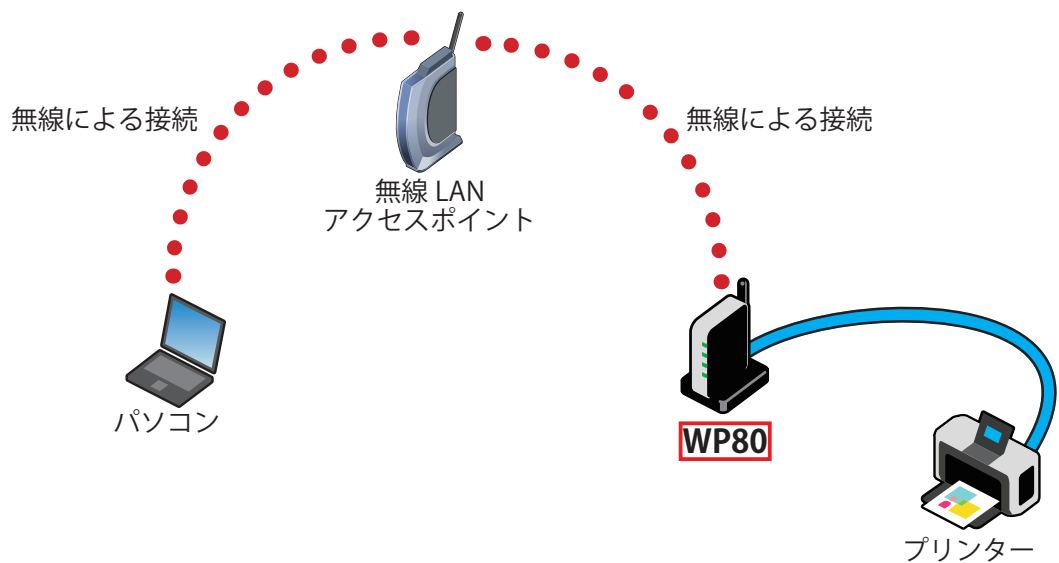 無線による接続
無線による接続
無線 LAN
アクセスポイント
パソコン
WP80
プリンター